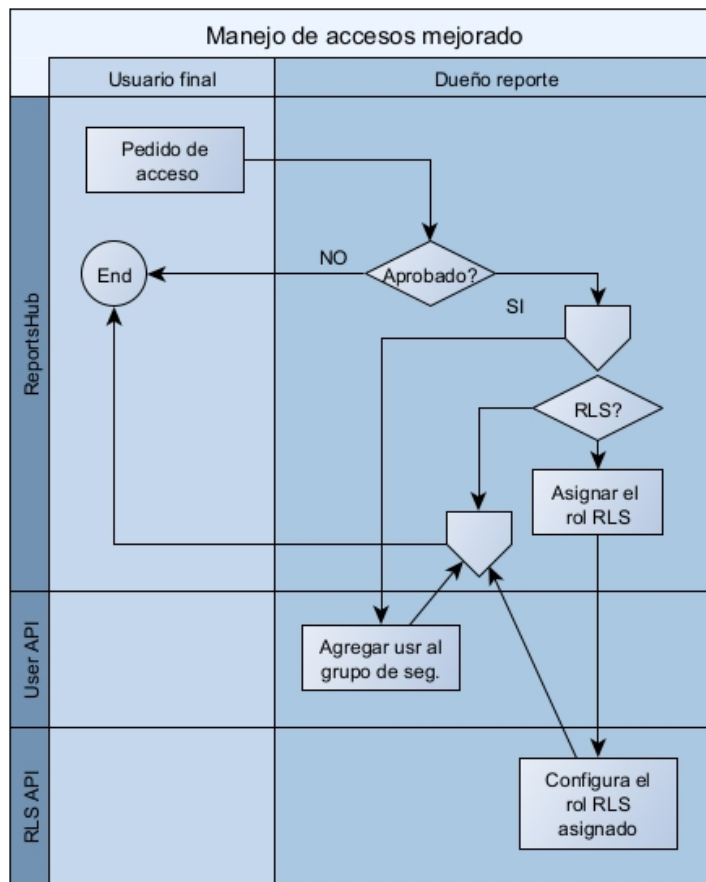 Manejo de accesos mejorado
Usuario final
Dueño reporte
ReportsHub
Pedido de
acceso
End
NO
Aprobado?
SI
RLS?
Asignar el
rol RLS
User API
Agregar usr al
grupo de seg.
RLS API
Configura el
rol RLS
asignado